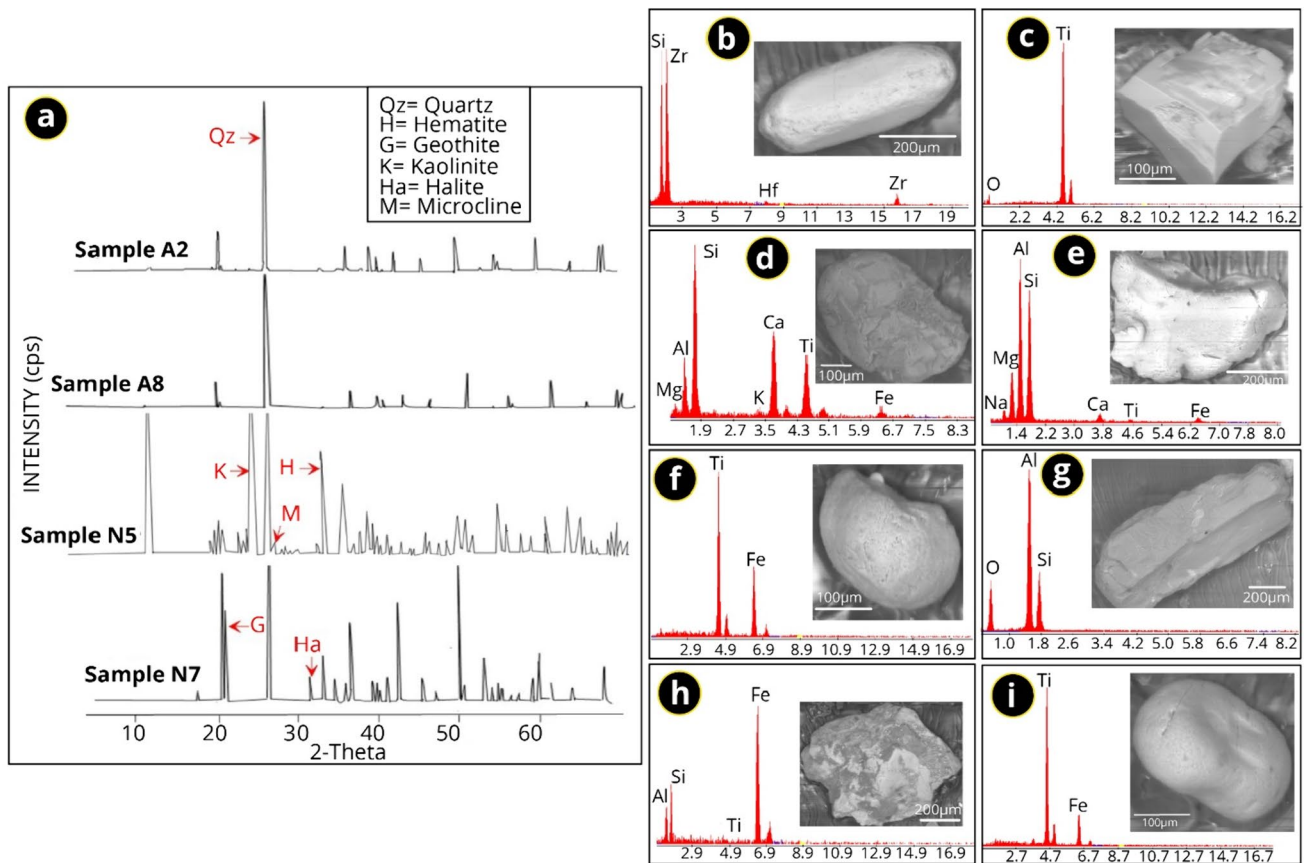 a
Qz= Quartz
H= Hematite
G= Geothite
K= Kaolinite
Ha= Halite
M= Microcline
Qz
Sample A2
Sample A8
K
H
M
Sample N5
G
Ha
Sample N7
INTENSITY (cps)
10 20 30 40 50 60
2-Theta
b
Si
Zr
Hf
Zr
200µm
3 5 7 9 11 13 15 17 19
c
Ti
O
100µm
2.2 4.2 6.2 8.2 10.2 12.2 14.2 16.2
d
Si
Al
Mg
K
Ca
Ti
Fe
100µm
1.9 2.7 3.5 4.3 5.1 5.9 6.7 7.5 8.3
e
Al
Si
Mg
Na
Ca
Ti
Fe
200µm
1.4 2.2 3.0 3.8 4.6 5.4 6.2 7.0 7.8 8.0
f
Ti
Fe
100µm
2.9 4.9 6.9 8.9 10.9 12.9 14.9 16.9
g
Al
Si
O
200µm
1.0 1.8 2.6 3.4 4.2 5.0 5.8 6.6 7.4 8.2
h
Fe
Si
Al
Ti
200µm
2.9 4.9 6.9 8.9 10.9 12.9 14.9 16.9
i
Ti
Fe
100µm
2.7 4.7 6.7 8.7 10.7 12.7 14.7 16.7